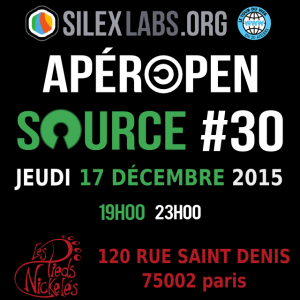 SILEXLABS.ORG
APÉROPEN
SOURCE #30
JEUDI 17 DÉCEMBRE 2015
19H00 23H00
Les Pieds Nickelés
120 RUE SAINT DENIS
75002 paris